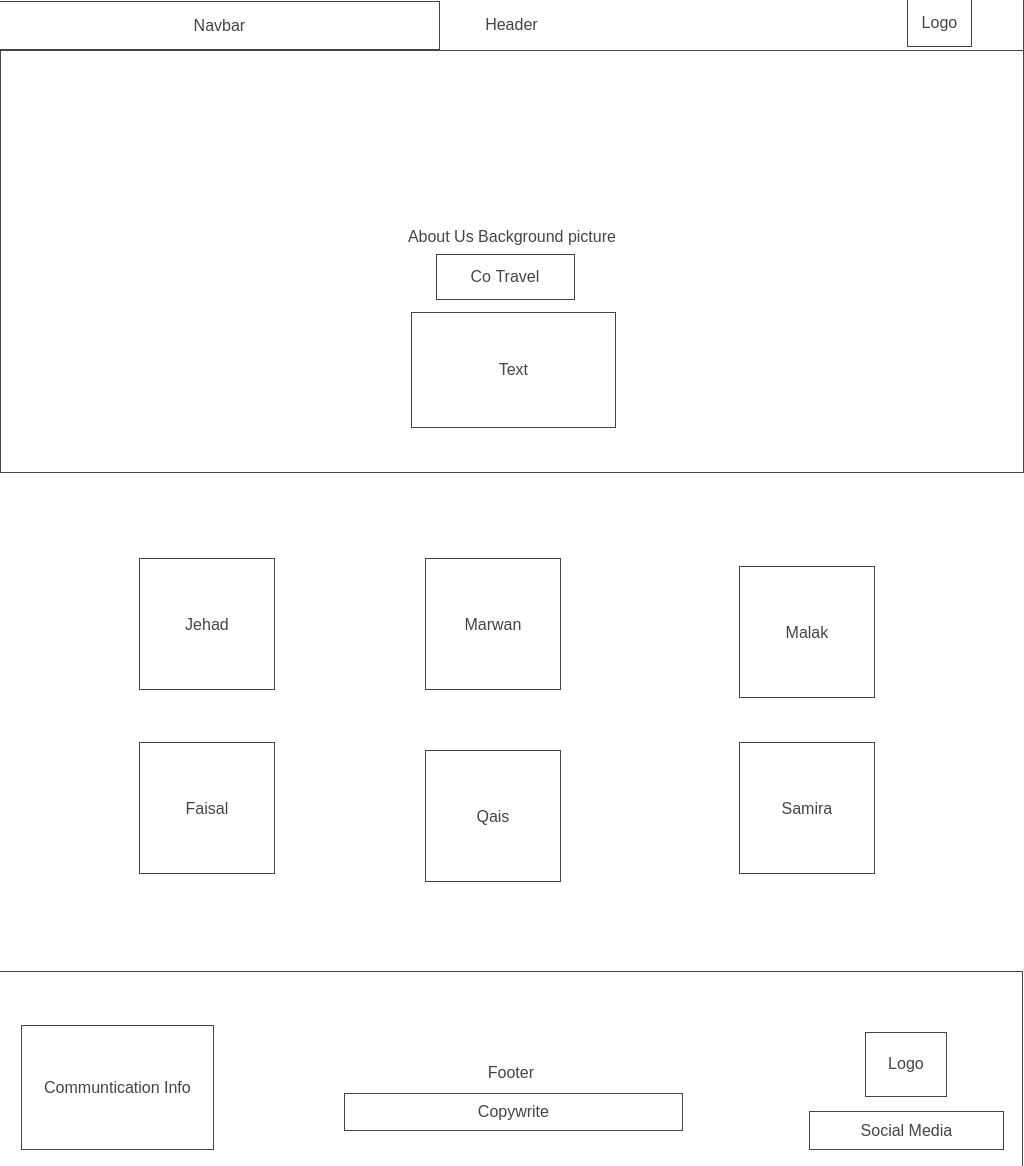 Navbar
Header
Logo
About Us Background picture
Co Travel
Text
Jehad
Marwan
Malak
Faisal
Qais
Samira
Communtication Info
Footer
Copywrite
Logo
Social Media